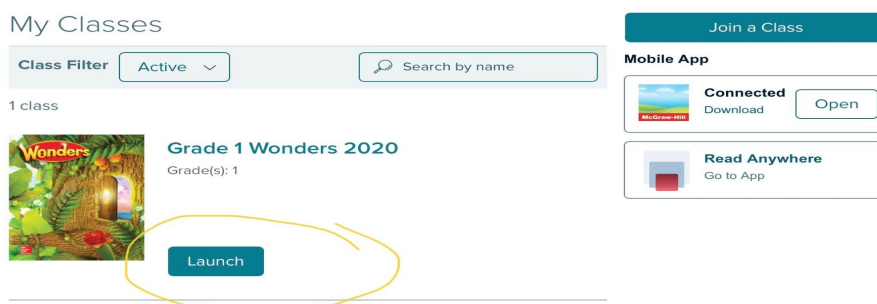 My Classes
Class Filter
Active
Search by name
1 class
Wonders
Grade 1 Wonders 2020
Grade(s): 1
Launch
Join a Class
Mobile App
McGraw-Hill
Connected
Download
Open
Read Anywhere
Go to App